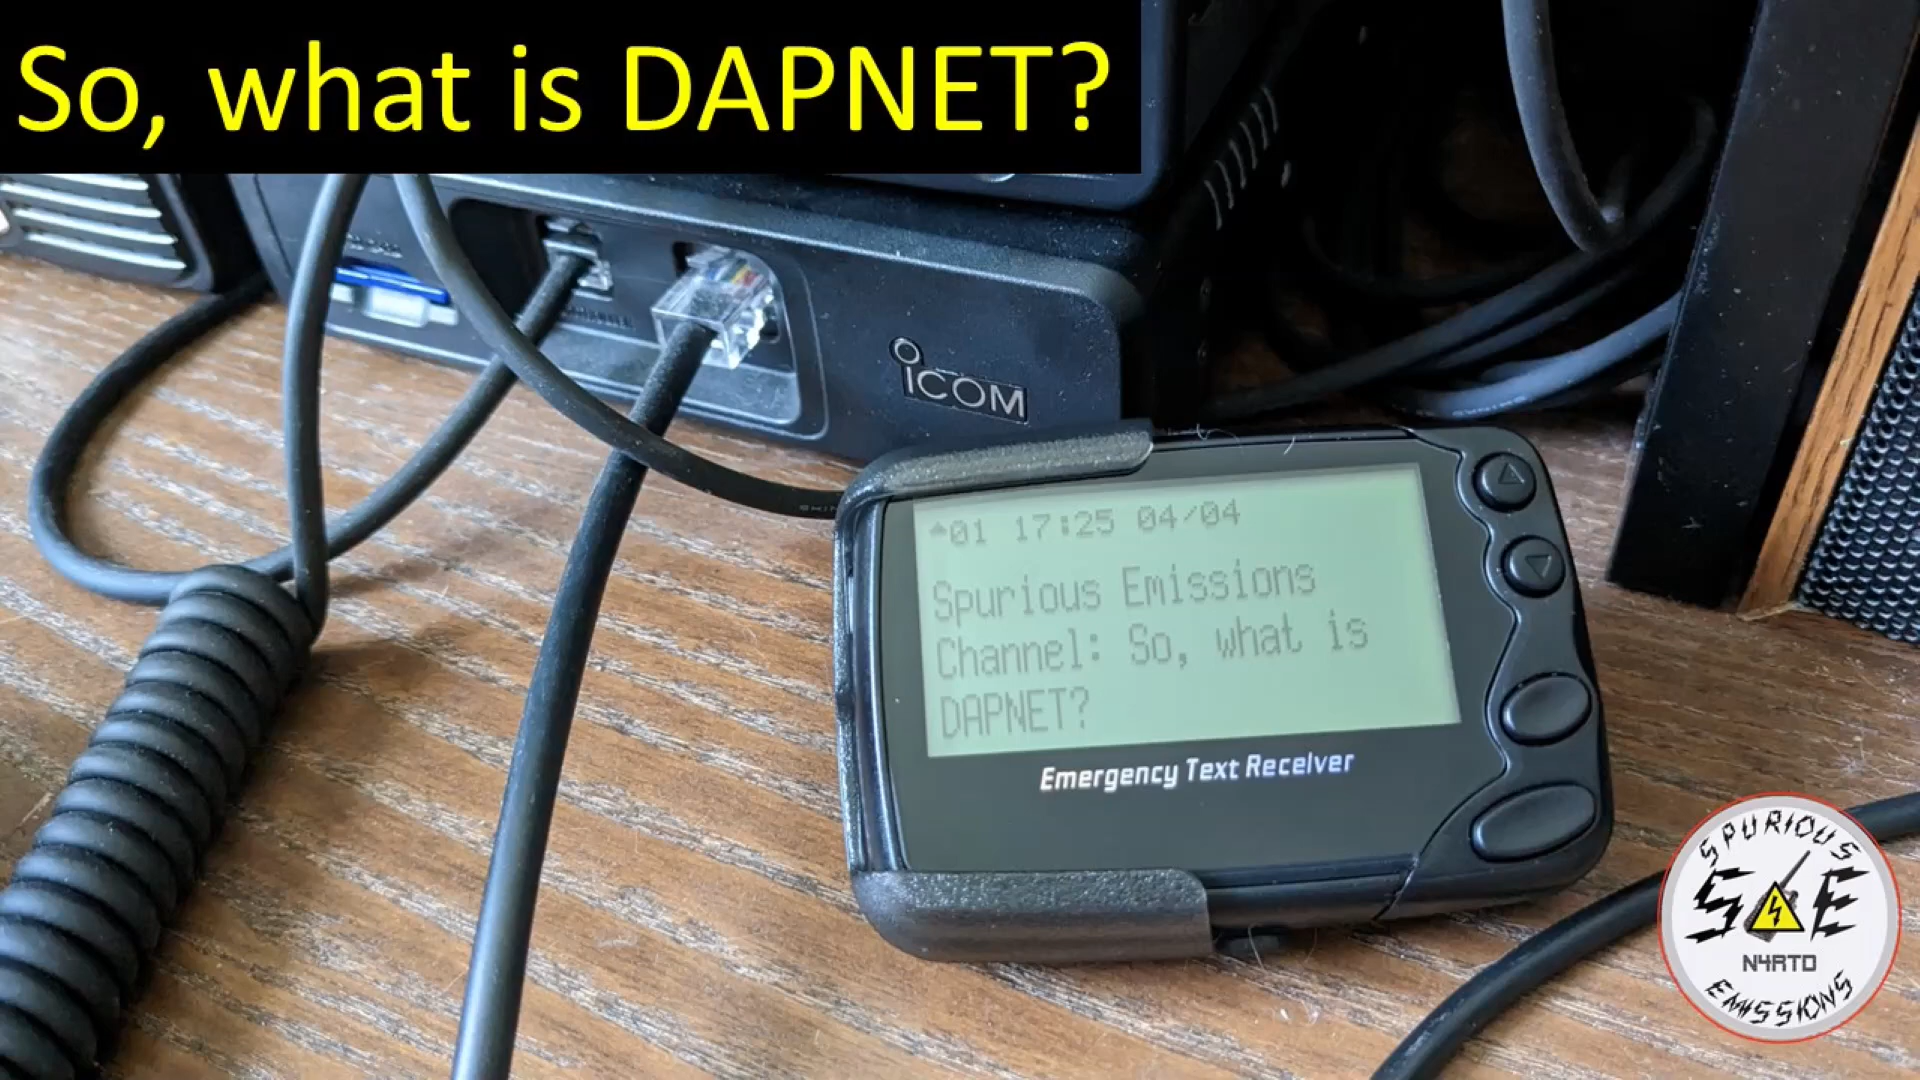 So, what is DAPNET?
ICOM
01 17:25 04/04
Spurious Emissions
Channel: So, what is
DAPNET?
Emergency Text Receiver
SPURIOUS
S E
N4RTD
EMISSIONS